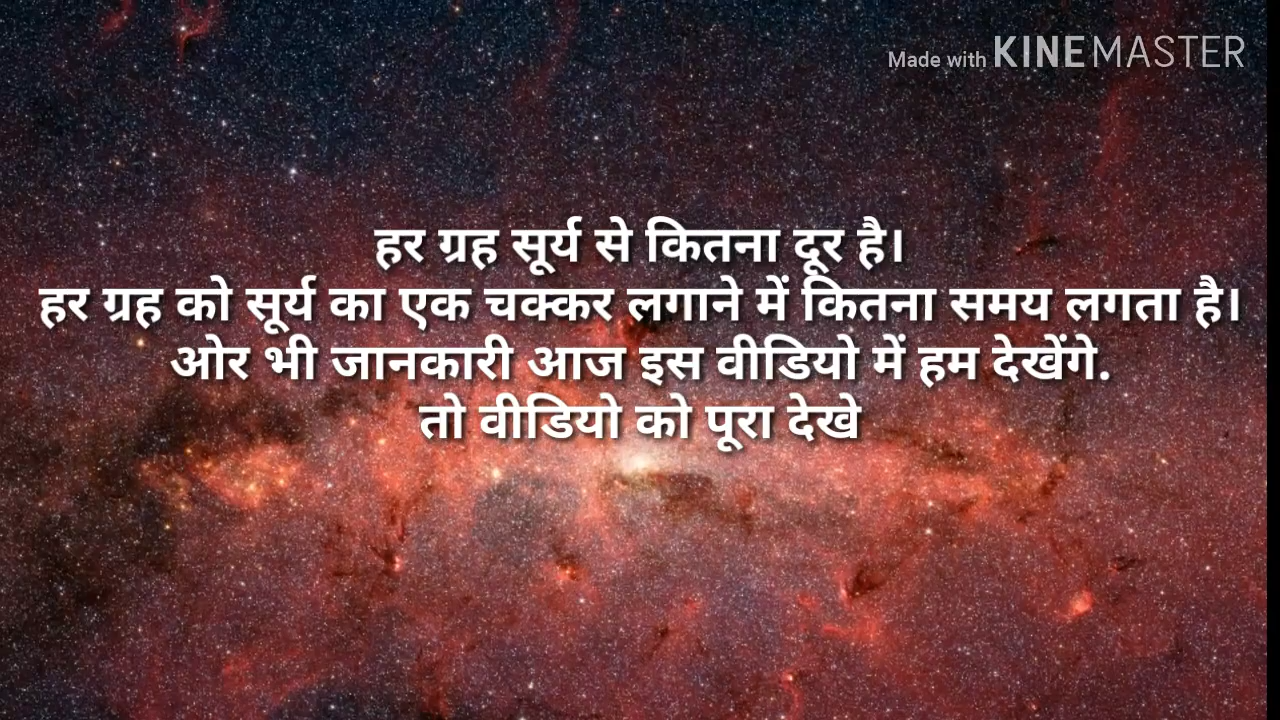 Made with KINEMASTER
हर ग्रह सूर्य से कितना दूर है।
हर ग्रह को सूर्य का एक चक्कर लगाने में कितना समय लगता है।
ओर भी जानकारी आज इस वीडियो में हम देखेंगे.
तो वीडियो को पूरा देखे